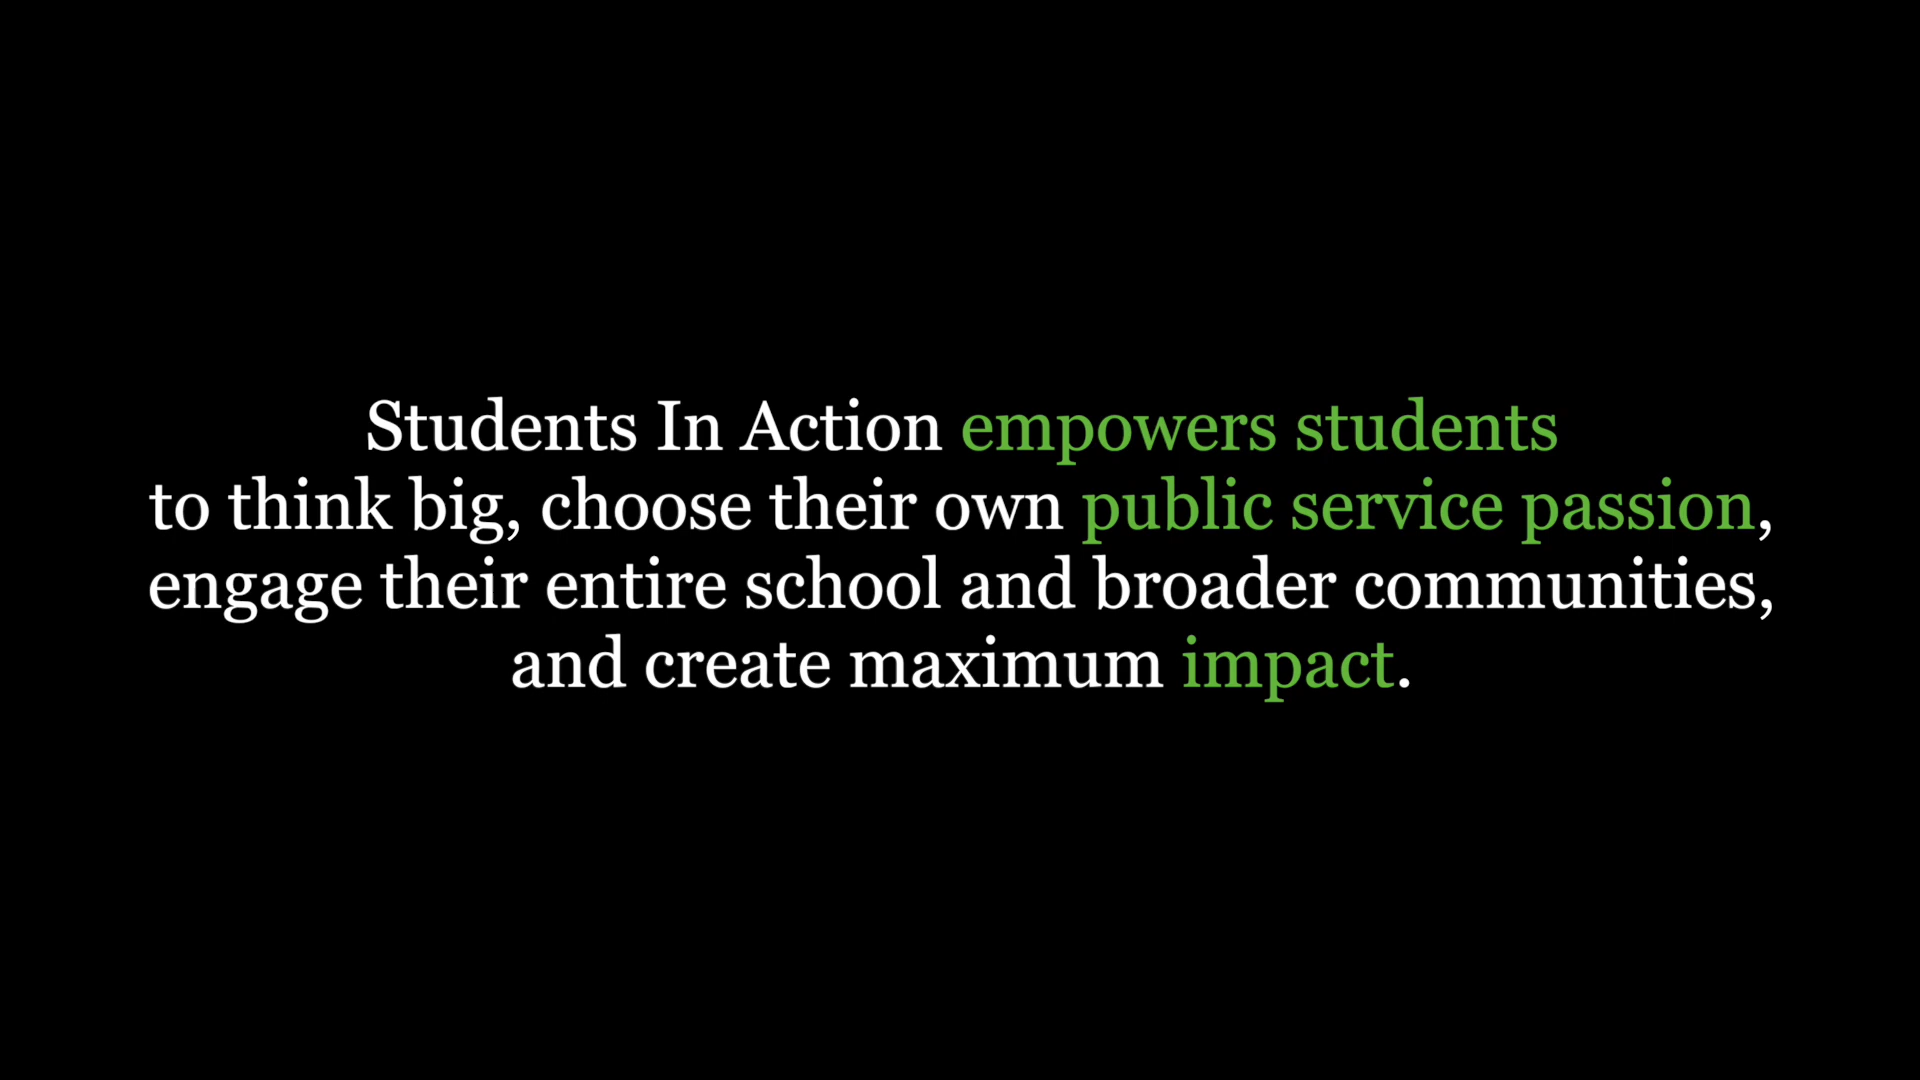 Students In Action empowers students
to think big, choose their own public service passion,
engage their entire school and broader communities,
and create maximum impact.